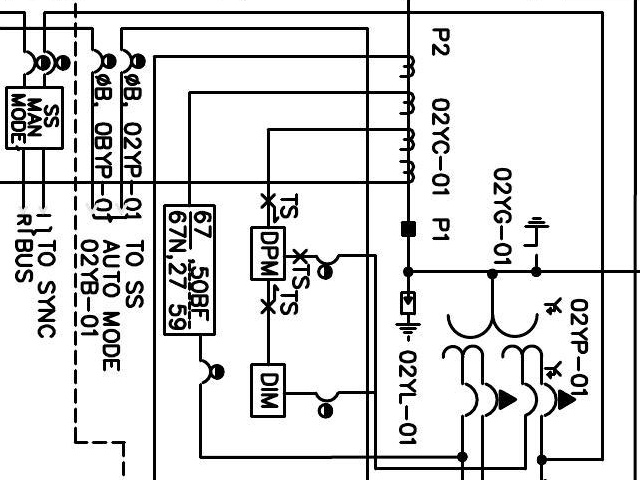 P2
02YC-01
P1
02YG-01
02YP-01
02YL-01
SS
MAN
MODE,
ØB, 02YP-01
ØB, 0BYP-01
TO SS
AUTO MODE
02YB-01
1
R
TO SYNC
BUS
TS
TS
TS
DPM
DIM
67 ,50BF
67N,27 59
Y
Y